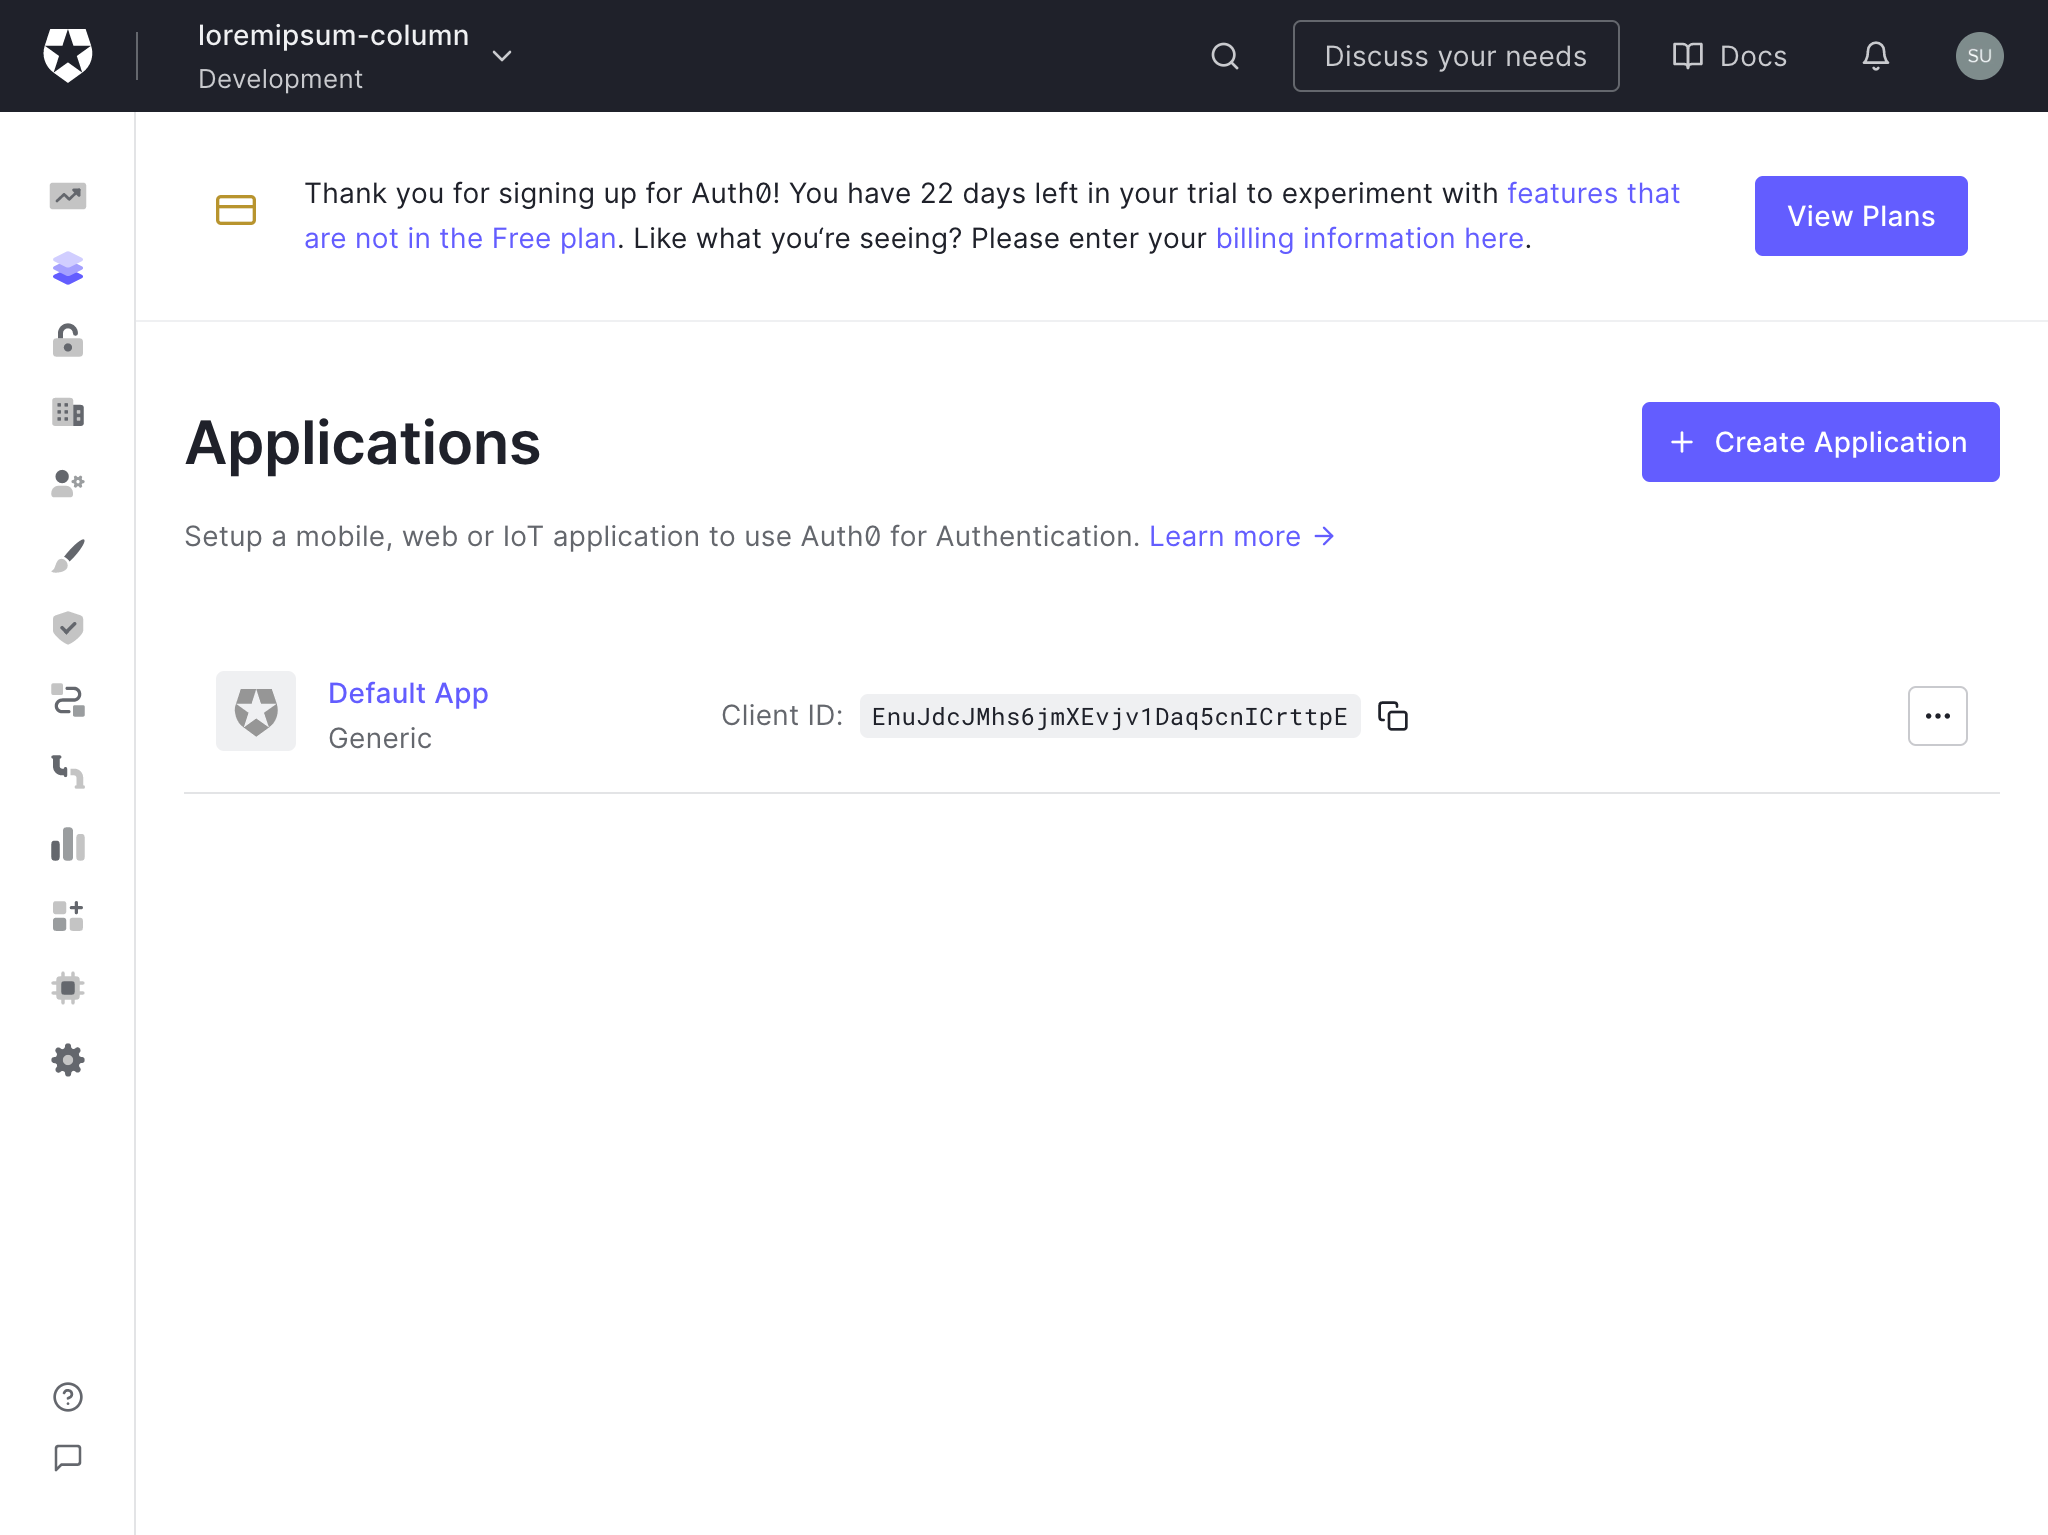 loremipsum-column
Development
Discuss your needs
Docs
SU
Thank you for signing up for Auth0! You have 22 days left in your trial to experiment with features that
are not in the Free plan. Like what you‘re seeing? Please enter your billing information here.
View Plans
Applications
Create Application
Setup a mobile, web or IoT application to use Auth0 for Authentication. Learn more →
Default App
Generic
Client ID: EnuJdcJMhs6jmXEvjv1Daq5cnICrttpE